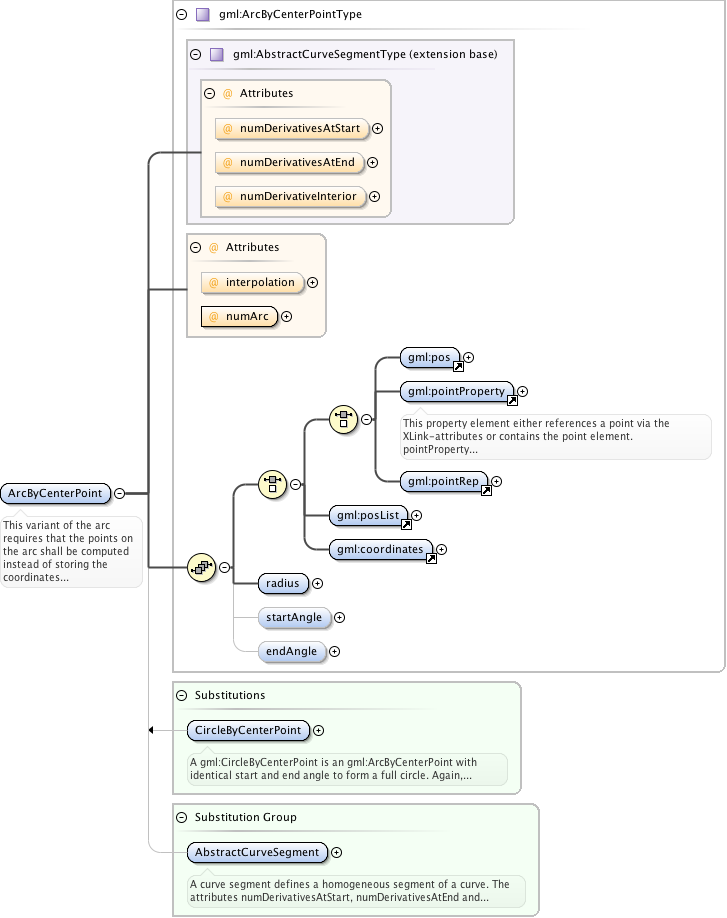 gml:ArcByCenterPointType
gml:AbstractCurveSegmentType (extension base)
@ Attributes
@ numDerivativesAtStart
@ numDerivativesAtEnd
@ numDerivativeInterior
@ Attributes
@ interpolation
@ numArc
gml:pos
gml:pointProperty
This property element either references a point via the
XLink-attributes or contains the point element.
pointProperty...
gml:pointRep
gml:posList
gml:coordinates
radius
startAngle
endAngle
ArcByCenterPoint
This variant of the arc
requires that the points on
the arc shall be computed
instead of storing the
coordinates...
Substitutions
CircleByCenterPoint
A gml:CircleByCenterPoint is an gml:ArcByCenterPoint with
identical start and end angle to form a full circle. Again,...
Substitution Group
AbstractCurveSegment
A curve segment defines a homogeneous segment of a curve. The
attributes numDerivativesAtStart, numDerivativesAtEnd and...